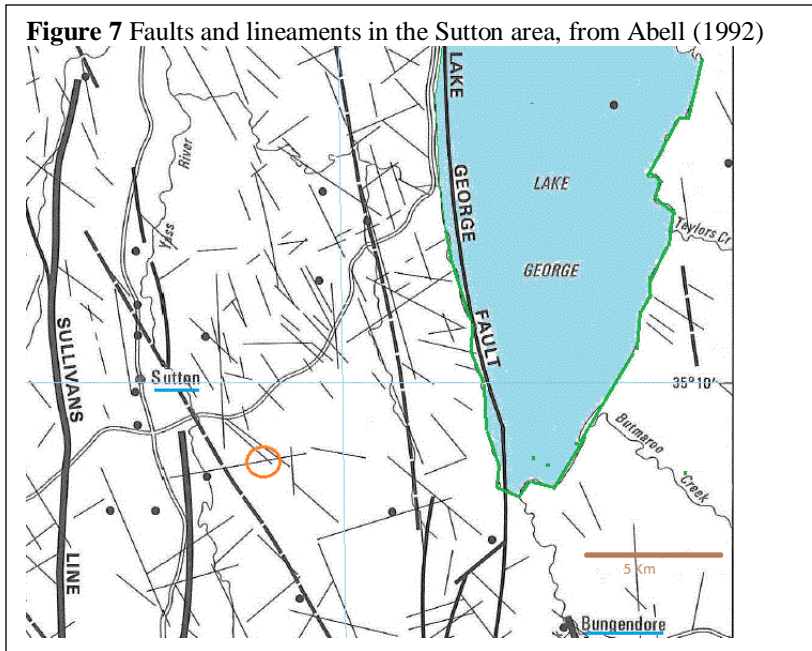 Figure 7 Faults and lineaments in the Sutton area, from Abell (1992)
LAKE
GEORGE
FAULT
River
Yass
LAKE
GEORGE
Taylors Cr
SULLIVANS
LINE
Sutton
35°10'
Butmaroo
Creek
5 Km
Bungendore